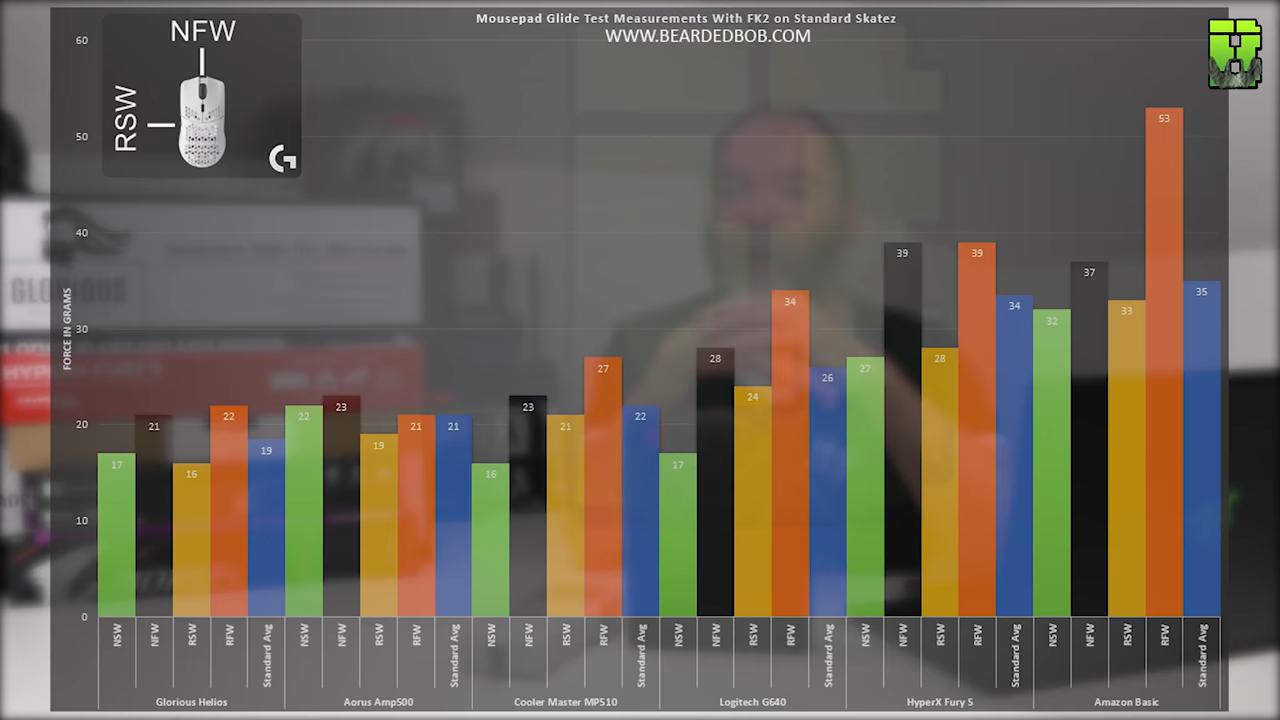 Mousepad Glide Test Measurements With FK2 on Standard Skatez
WWW.BEARDEDBOB.COM
NFW
RSW
FORCE IN GRAMS
60
50
40
30
20
10
0
17 21 16 22 19
22 23 19 21 21
16 23 21 27 22
17 28 24 34 26
27 39 28 39 34
32 37 33 53 35
NSW NFW RSW RFW Standard Avg
NSW NFW RSW RFW Standard Avg
NSW NFW RSW RFW Standard Avg
NSW NFW RSW RFW Standard Avg
NSW NFW RSW RFW Standard Avg
NSW NFW RSW RFW Standard Avg
Glorious Helios
Aorus Amp500
Cooler Master MP510
Logitech G640
HyperX Fury S
Amazon Basic
GLORIOUS